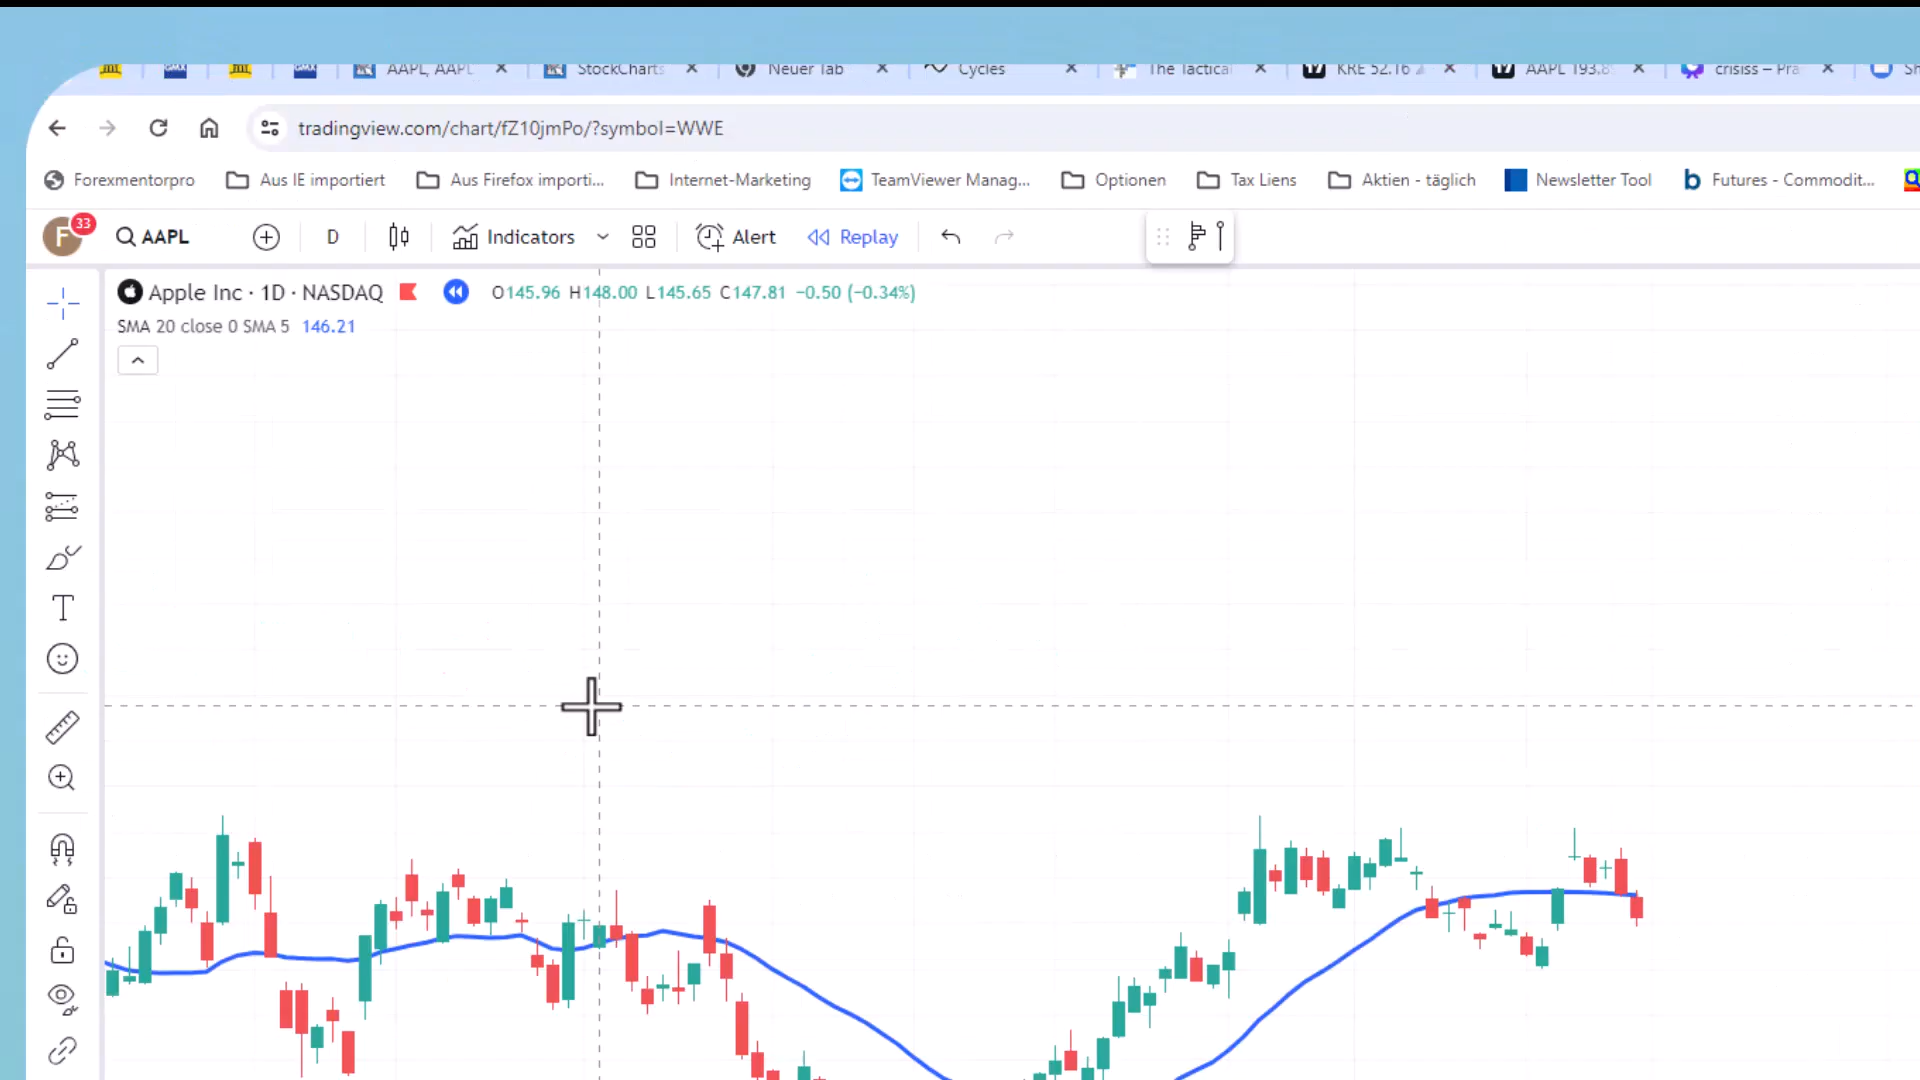 AAPL, AAPL
StockCharts
Neuer Tab
Cycles
The Tactical
KRE 52.16
AAPL 193.8
crisiss – Pra
Sh
tradingview.com/chart/fZ10jmPo/?symbol=WWE
Forexmentorpro
Aus IE importiert
Aus Firefox importi...
Internet-Marketing
TeamViewer Manag...
Optionen
Tax Liens
Aktien - täglich
Newsletter Tool
Futures - Commodit...
F 33
AAPL
D
Indicators
Alert
Replay
Apple Inc · 1D · NASDAQ
O145.96 H148.00 L145.65 C147.81 −0.50 (−0.34%)
SMA 20 close 0 SMA 5 146.21